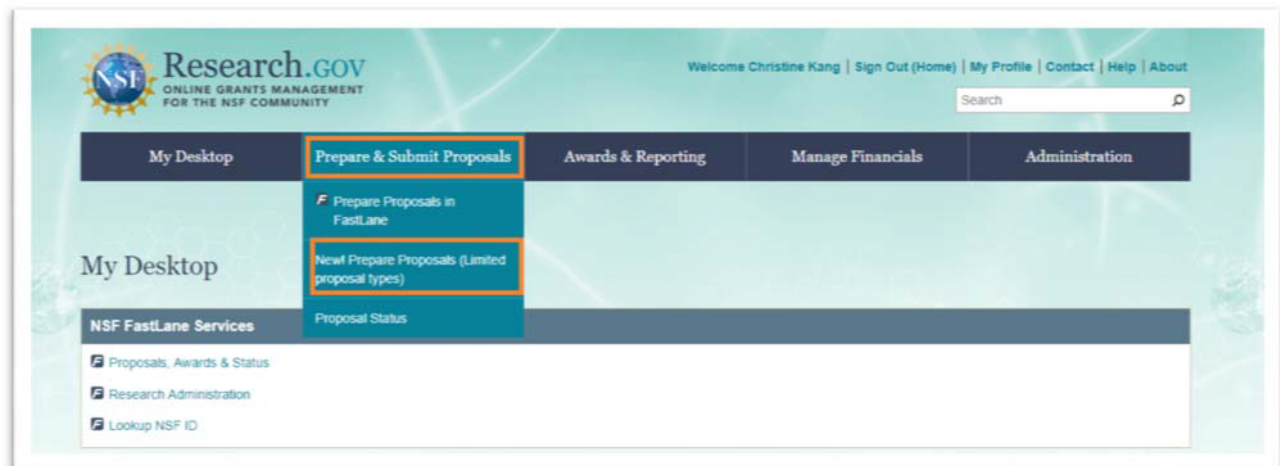 NSF
Research.GOV
ONLINE GRANTS MANAGEMENT
FOR THE NSF COMMUNITY
Welcome Christine Kang | Sign Out (Home) | My Profile | Contact | Help | About
Search
My Desktop Prepare & Submit Proposals Awards & Reporting Manage Financials Administration
F Prepare Proposals in
FastLane
New! Prepare Proposals (Limited
proposal types)
Proposal Status
My Desktop
NSF FastLane Services
F Proposals, Awards & Status
F Research Administration
F Lookup NSF ID